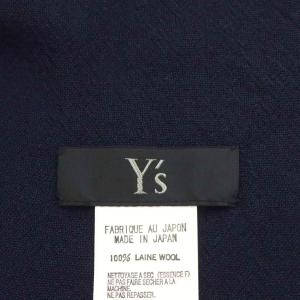 Y's
FABRIQUE AU JAPON
MADE IN JAPAN
100% LAINE WOOL
NETTOYAGE A SEC (ESSENCE F)
NE PAS FAIRE SECHER A LA
MACHINE.
NE PAS REPASSER.